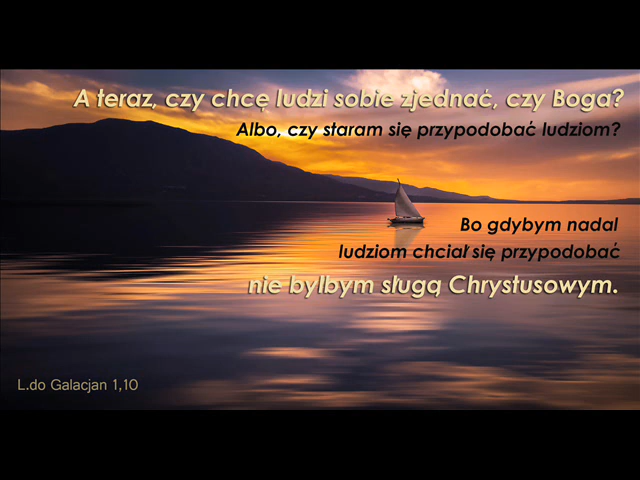 A teraz, czy chcę ludzi sobie zjednać, czy Boga?
Albo, czy staram się przypodobać ludziom?
Bo gdybym nadal
ludziom chciał się przypodobać
nie bylbym sługą Chrystusowym.
L.do Galacjan 1,10